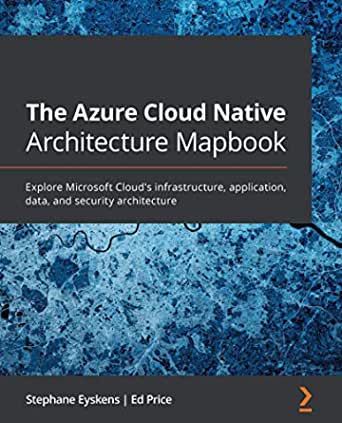 The Azure Cloud Native
Architecture Mapbook
Explore Microsoft Cloud's infrastructure, application,
data, and security architecture
Stephane Eyskens | Ed Price